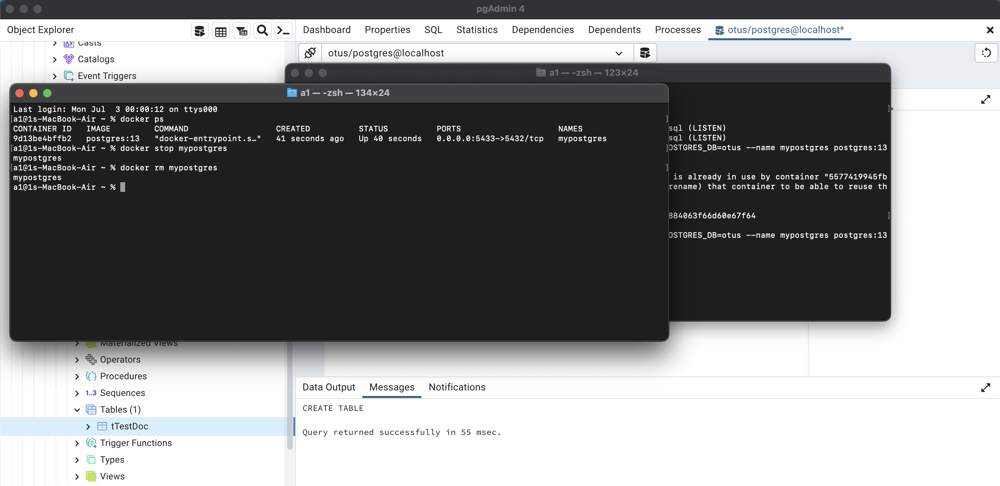 pgAdmin 4
Object Explorer
Dashboard Properties SQL Statistics Dependencies Dependents Processes otus/postgres@localhost*
Casts
Catalogs
Event Triggers
otus/postgres@localhost
a1 — -zsh — 123×24
sql (LISTEN)
sql (LISTEN)
OSTGRES_DB=otus --name mypostgres postgres:13
is already in use by container "5577419945fb
rename) that container to be able to reuse th
884063f66d60e67f64
OSTGRES_DB=otus --name mypostgres postgres:13
a1 — -zsh — 134×24
Last login: Mon Jul  3 00:00:12 on ttys000
[a1@1s-MacBook-Air ~ % docker ps ]
CONTAINER ID   IMAGE         COMMAND                  CREATED          STATUS          PORTS                    NAMES
9d13be4bffb2   postgres:13   "docker-entrypoint.s…"   41 seconds ago   Up 40 seconds   0.0.0.0:5433->5432/tcp   mypostgres
[a1@1s-MacBook-Air ~ % docker stop mypostgres ]
mypostgres
[a1@1s-MacBook-Air ~ % docker rm mypostgres ]
mypostgres
a1@1s-MacBook-Air ~ %
Materialized Views
Operators
Procedures
1..3 Sequences
Tables (1)
tTestDoc
Trigger Functions
Types
Views
Data Output Messages Notifications
CREATE TABLE
Query returned successfully in 55 msec.